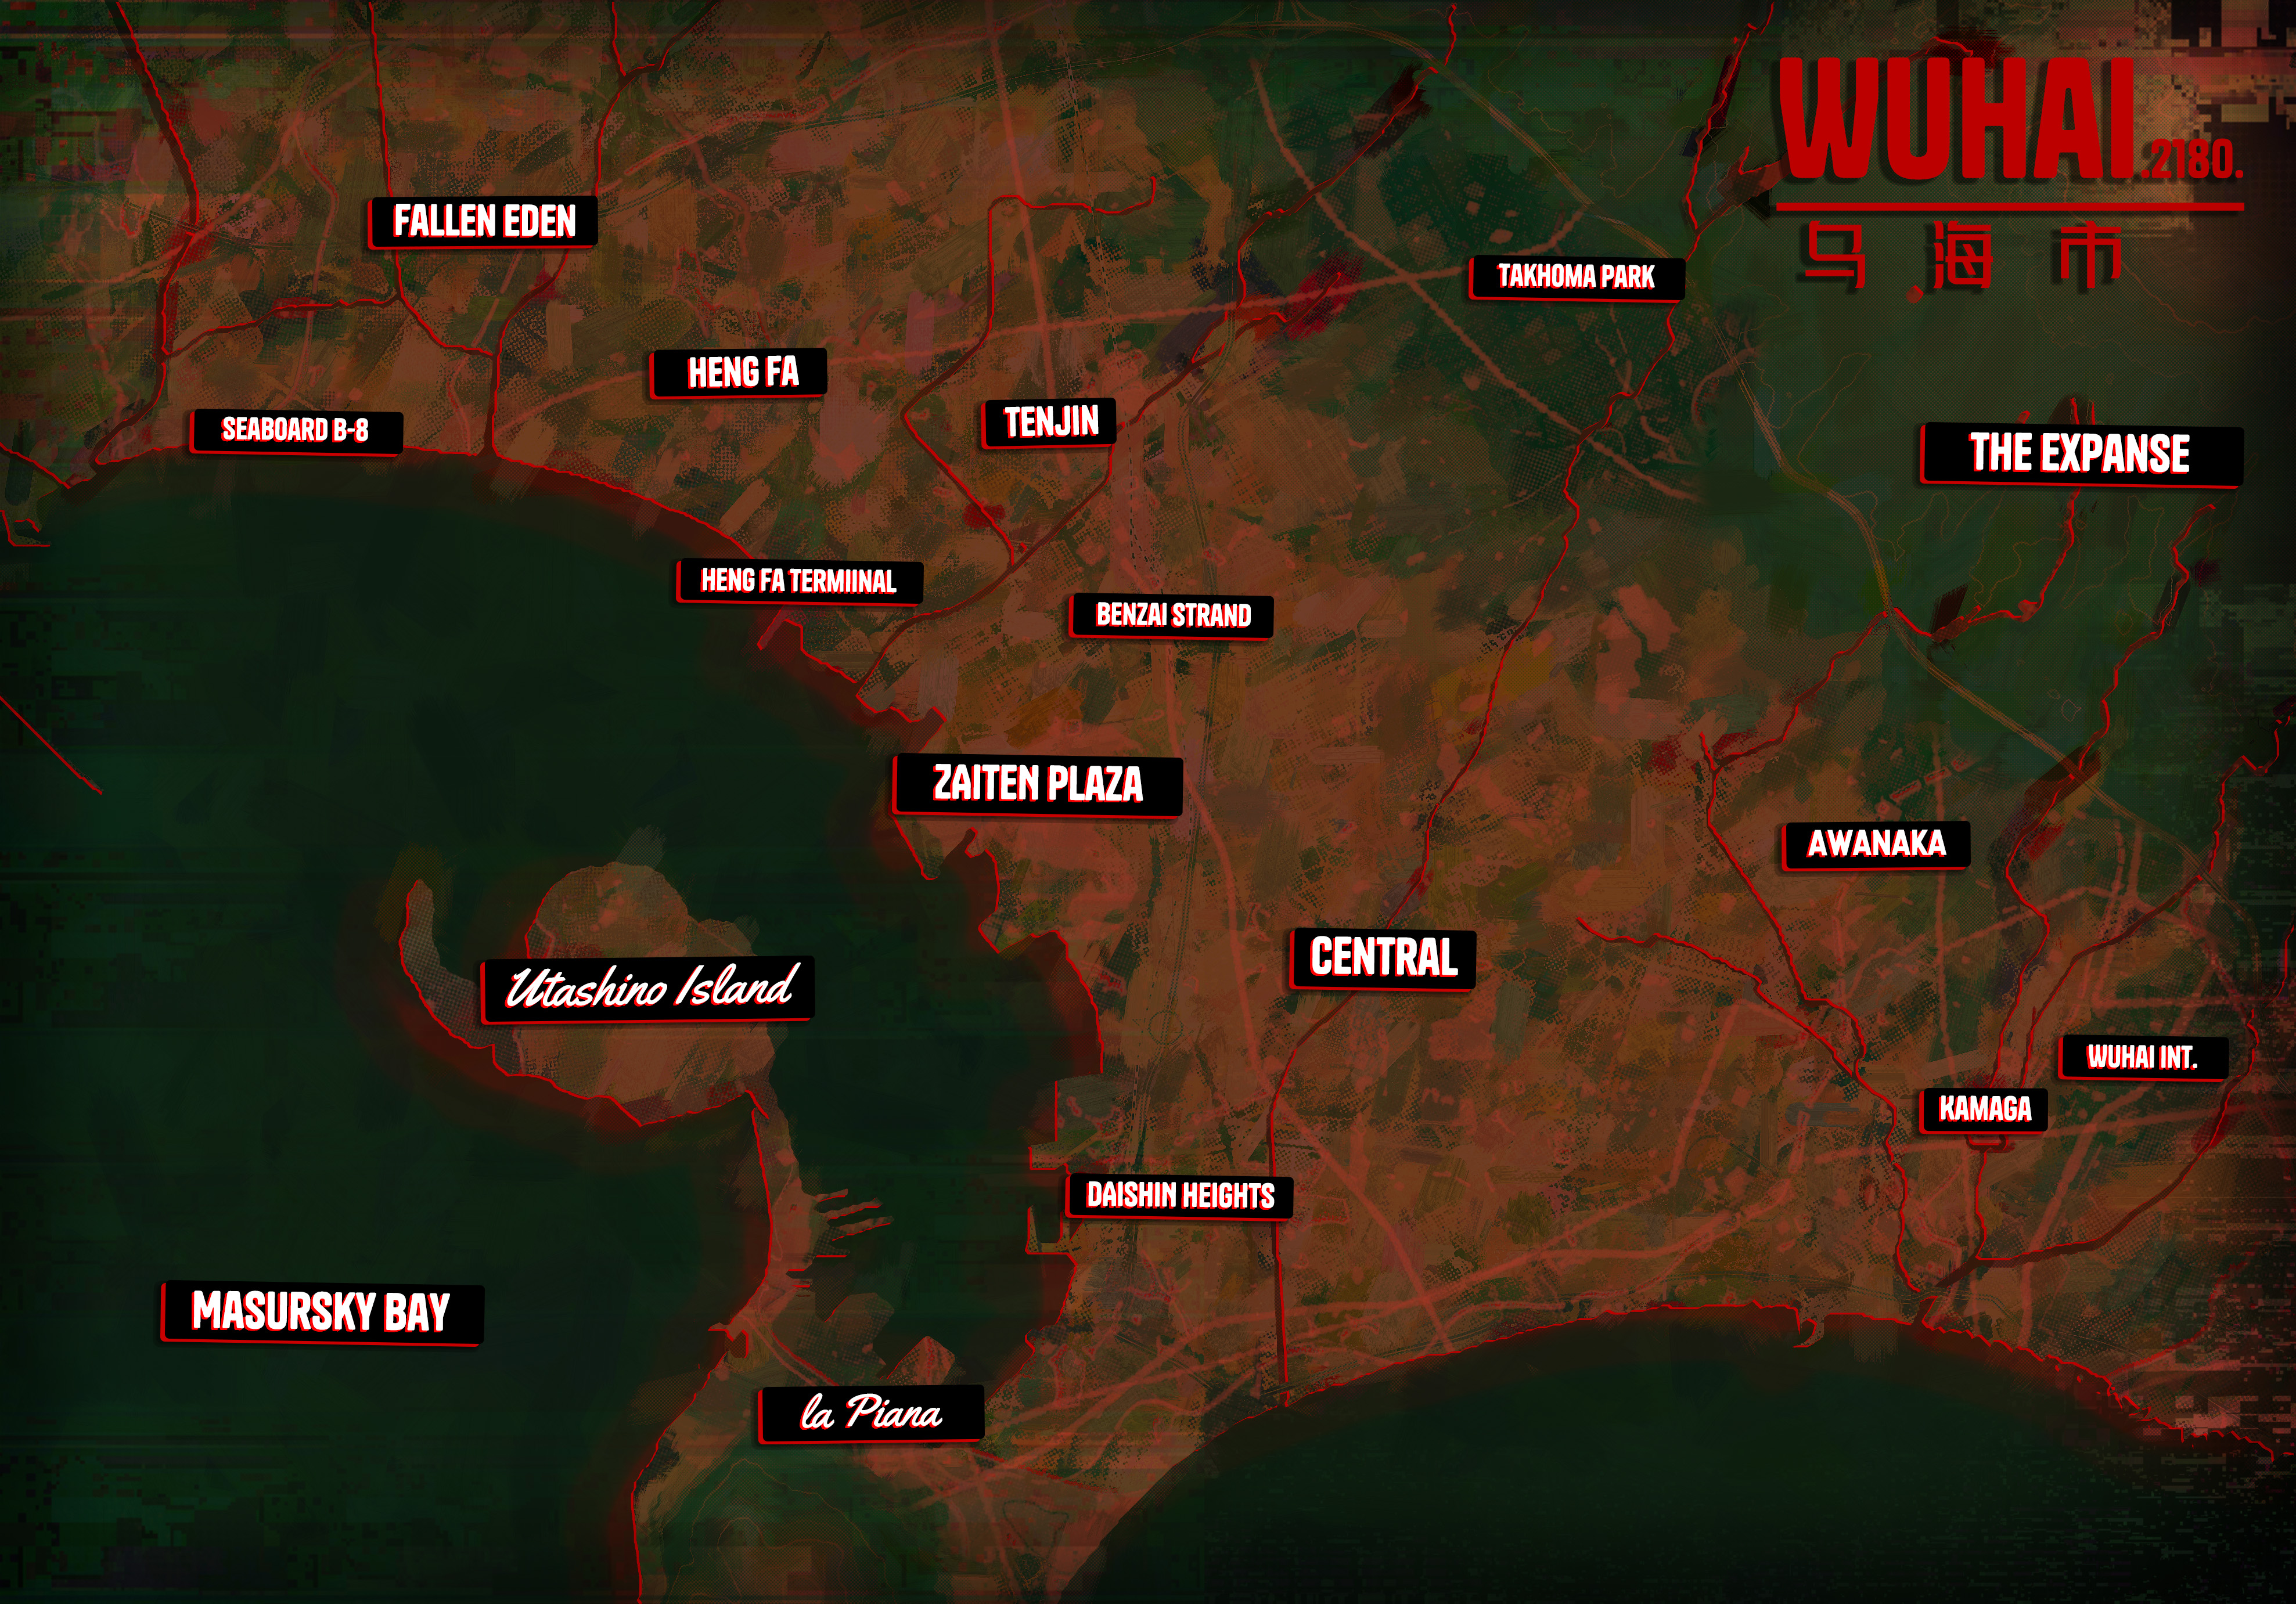 WUHAI .2180.
乌海市
FALLEN EDEN
TAKHOMA PARK
HENG FA
SEABOARD B-8
TENJIN
THE EXPANSE
HENG FA TERMIINAL
BENZAI STRAND
ZAITEN PLAZA
AWANAKA
CENTRAL
Utashino Island
WUHAI INT.
KAMAGA
DAISHIN HEIGHTS
MASURSKY BAY
la Piana